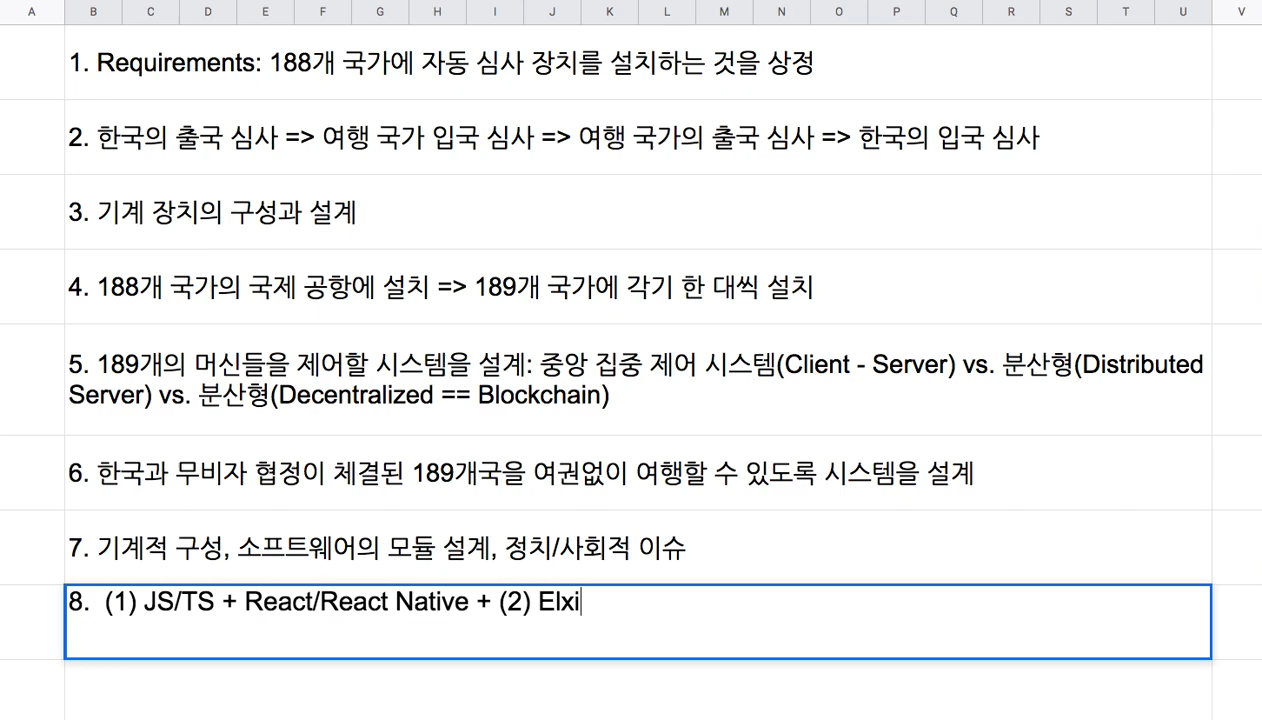 A B C D E F G H I J K L M N O P Q R S T U V
1. Requirements: 188개 국가에 자동 심사 장치를 설치하는 것을 상정
2. 한국의 출국 심사 => 여행 국가 입국 심사 => 여행 국가의 출국 심사 => 한국의 입국 심사
3. 기계 장치의 구성과 설계
4. 188개 국가의 국제 공항에 설치 => 189개 국가에 각기 한 대씩 설치
5. 189개의 머신들을 제어할 시스템을 설계: 중앙 집중 제어 시스템(Client - Server) vs. 분산형(Distributed
Server) vs. 분산형(Decentralized == Blockchain)
6. 한국과 무비자 협정이 체결된 189개국을 여권없이 여행할 수 있도록 시스템을 설계
7. 기계적 구성, 소프트웨어의 모듈 설계, 정치/사회적 이슈
8. (1) JS/TS + React/React Native + (2) Elxi